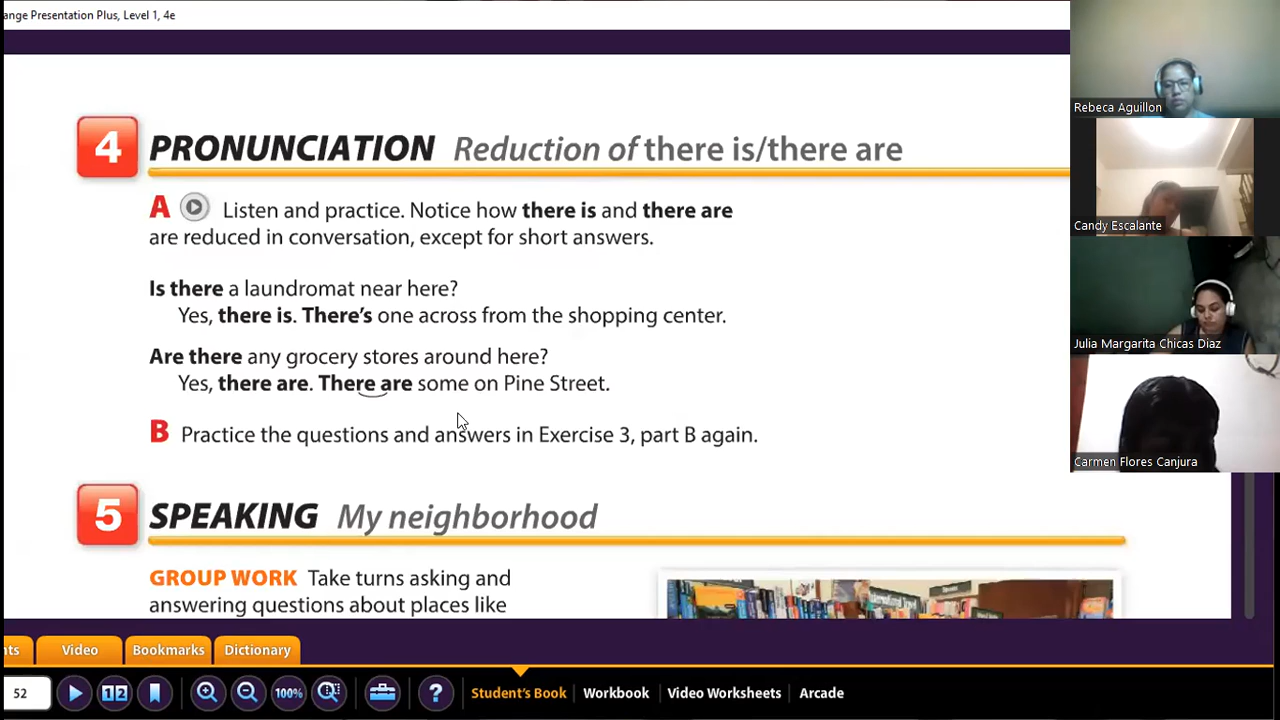 ange Presentation Plus, Level 1, 4e
4 PRONUNCIATION Reduction of there is/there are
A Listen and practice. Notice how there is and there are
are reduced in conversation, except for short answers.
Is there a laundromat near here?
Yes, there is. There's one across from the shopping center.
Are there any grocery stores around here?
Yes, there are. There are some on Pine Street.
B Practice the questions and answers in Exercise 3, part B again.
5 SPEAKING My neighborhood
GROUP WORK Take turns asking and
answering questions about places like
Rebeca Aguillon
Candy Escalante
Julia Margarita Chicas Diaz
Carmen Flores Canjura
nts Video Bookmarks Dictionary
52 1 2 100% ? Student's Book Workbook Video Worksheets Arcade